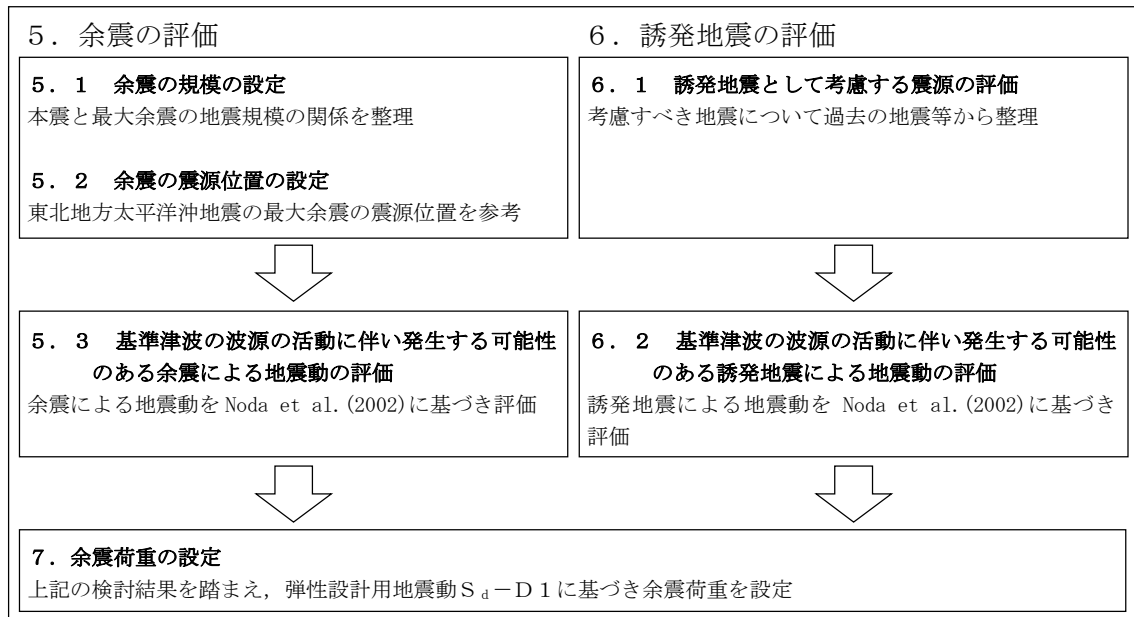 ５．余震の評価
５．１　余震の規模の設定
本震と最大余震の地震規模の関係を整理
５．２　余震の震源位置の設定
東北地方太平洋沖地震の最大余震の震源位置を参考
６．誘発地震の評価
６．１　誘発地震として考慮する震源の評価
考慮すべき地震について過去の地震等から整理
５．３　基準津波の波源の活動に伴い発生する可能性
のある余震による地震動の評価
余震による地震動を Noda et al.(2002)に基づき評価
６．２　基準津波の波源の活動に伴い発生する可能性
のある誘発地震による地震動の評価
誘発地震による地震動を Noda et al.(2002)に基づき
評価
７．余震荷重の設定
上記の検討結果を踏まえ，弾性設計用地震動Ｓｄ－Ｄ１に基づき余震荷重を設定